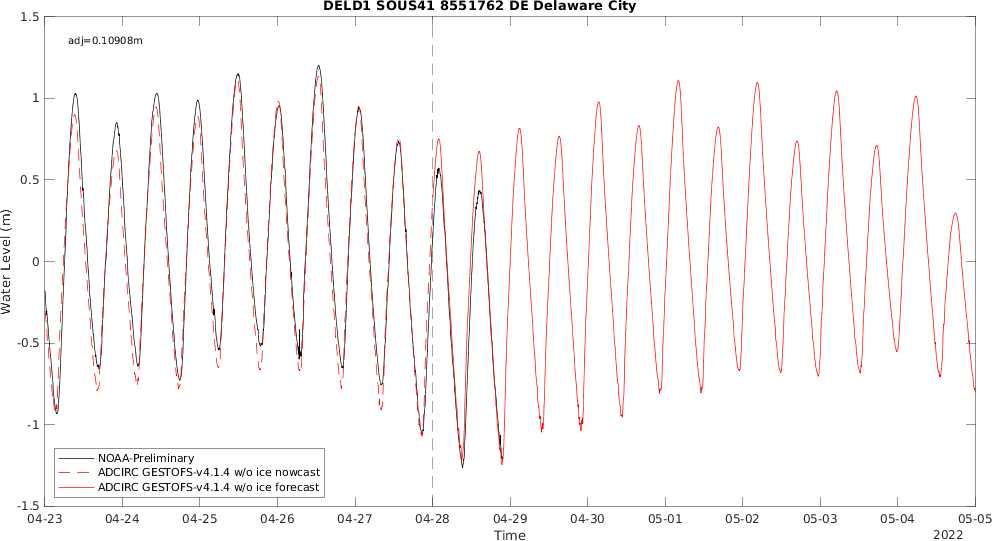 DELD1 SOUS41 8551762 DE Delaware City
adj=0.10908m
1.5
1
0.5
0
-0.5
-1
-1.5
Water Level (m)
NOAA-Preliminary
ADCIRC GESTOFS-v4.1.4 w/o ice nowcast
ADCIRC GESTOFS-v4.1.4 w/o ice forecast
04-23 04-24 04-25 04-26 04-27 04-28 04-29 04-30 05-01 05-02 05-03 05-04 05-05
Time
2022